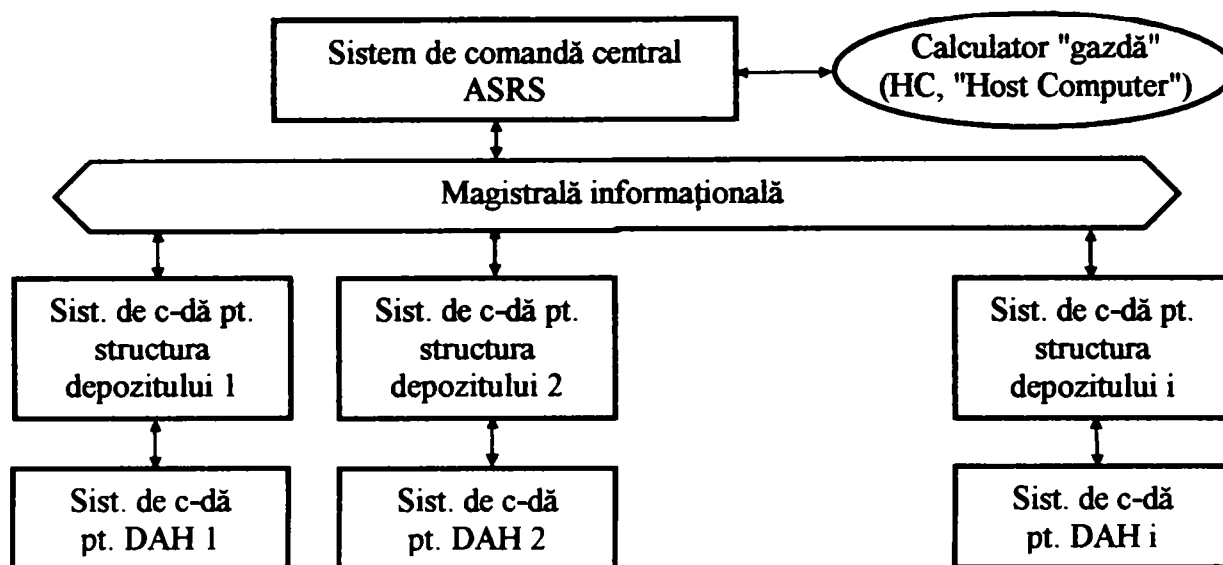 Sistem de comandă central
ASRS
Calculator "gazdă"
(HC, "Host Computer")
Magistrală informaţională
Sist. de c-dă pt.
structura
depozitului 1
Sist. de c-dă pt.
structura
depozitului 2
Sist. de c-dă pt.
structura
depozitului i
Sist. de c-dă
pt. DAH 1
Sist. de c-dă
pt. DAH 2
Sist. de c-dă
pt. DAH i